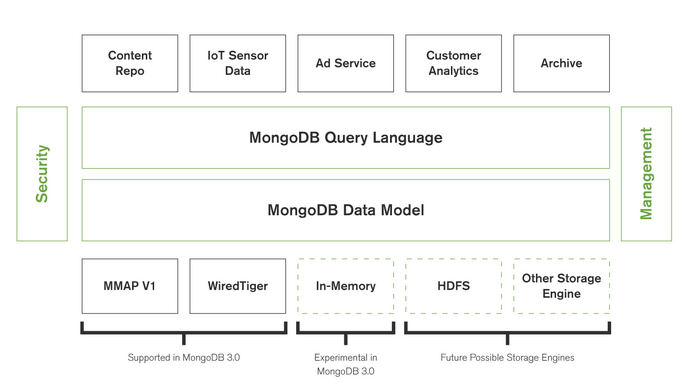 Content
Repo
IoT Sensor
Data
Ad Service
Customer
Analytics
Archive
Security
MongoDB Query Language
Management
MongoDB Data Model
MMAP V1
WiredTiger
In-Memory
HDFS
Other Storage
Engine
Supported in MongoDB 3.0
Experimental in
MongoDB 3.0
Future Possible Storage Engines